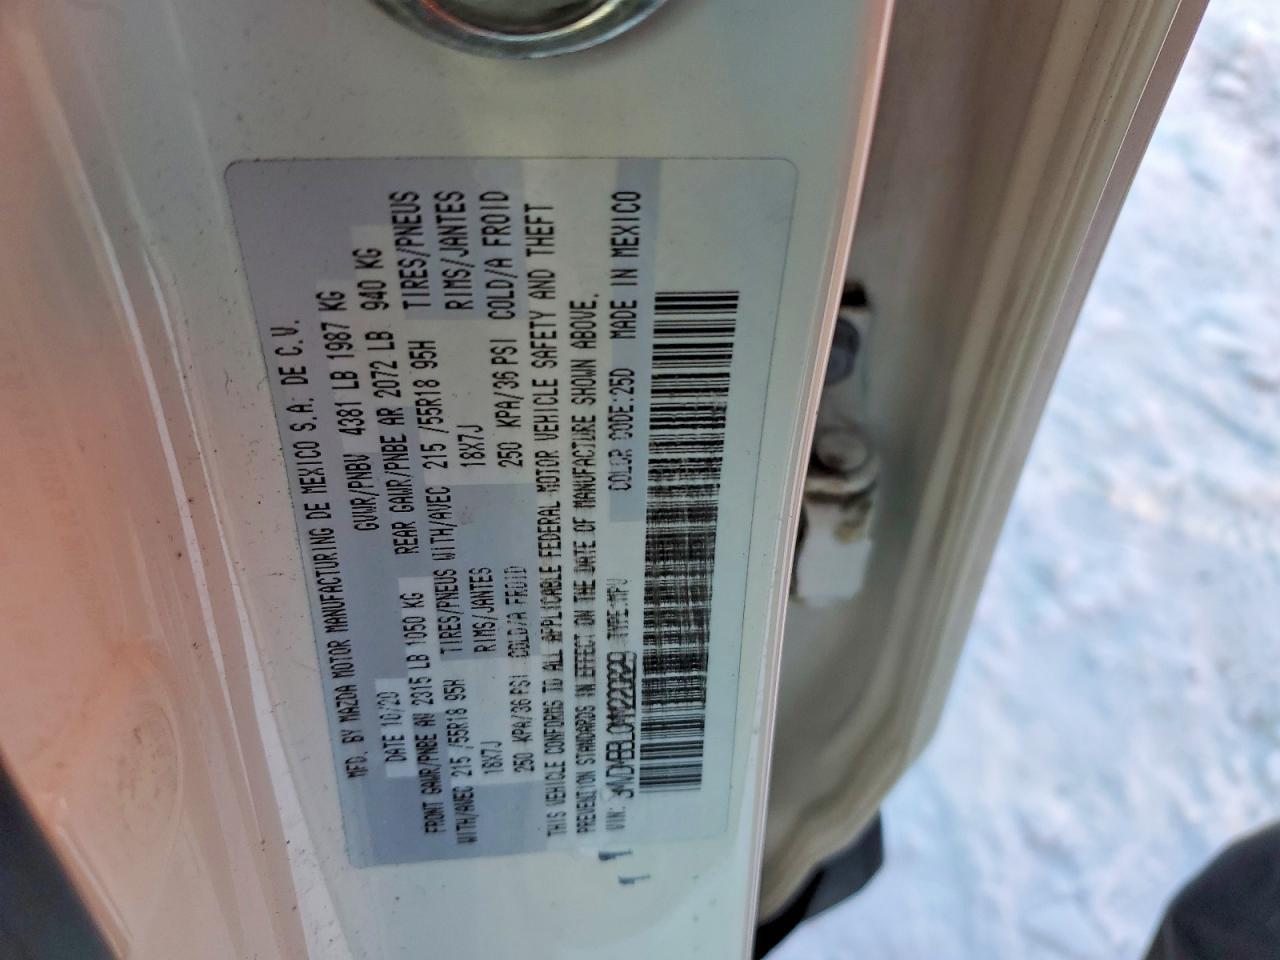 MFD. BY MAZDA MOTOR MANUFACTURING DE MEXICO S.A. DE C.V.
DATE 10/20 GVWR/PNBV 4381 LB 1987 KG
FRONT GAWR/PNBE AV 2315 LB 1050 KG REAR GAWR/PNBE AR 2072 LB 940 KG
WITH/AVEC 215 /55R18 95H TIRES/PNEUS WITH/AVEC 215 /55R18 95H TIRES/PNEUS
18X7J RIMS/JANTES 18X7J RIMS/JANTES
250 KPA/36 PSI COLD/A FROID 250 KPA/36 PSI COLD/A FROID
THIS VEHICLE CONFORMS TO ALL APPLICABLE FEDERAL MOTOR VEHICLE SAFETY AND THEFT
PREVENTION STANDARDS IN EFFECT ON THE DATE OF MANUFACTURE SHOWN ABOVE.
VIN: TYPE:MPV COLOR CODE:25D MADE IN MEXICO